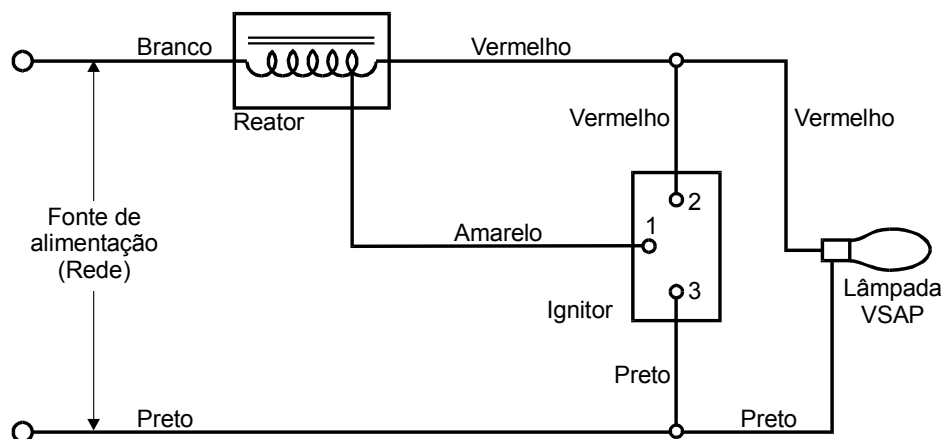 Branco
Vermelho
Reator
Vermelho
Vermelho
2
1
Amarelo
Fonte de
alimentação
(Rede)
3
Ignitor
Lâmpada
VSAP
Preto
Preto
Preto